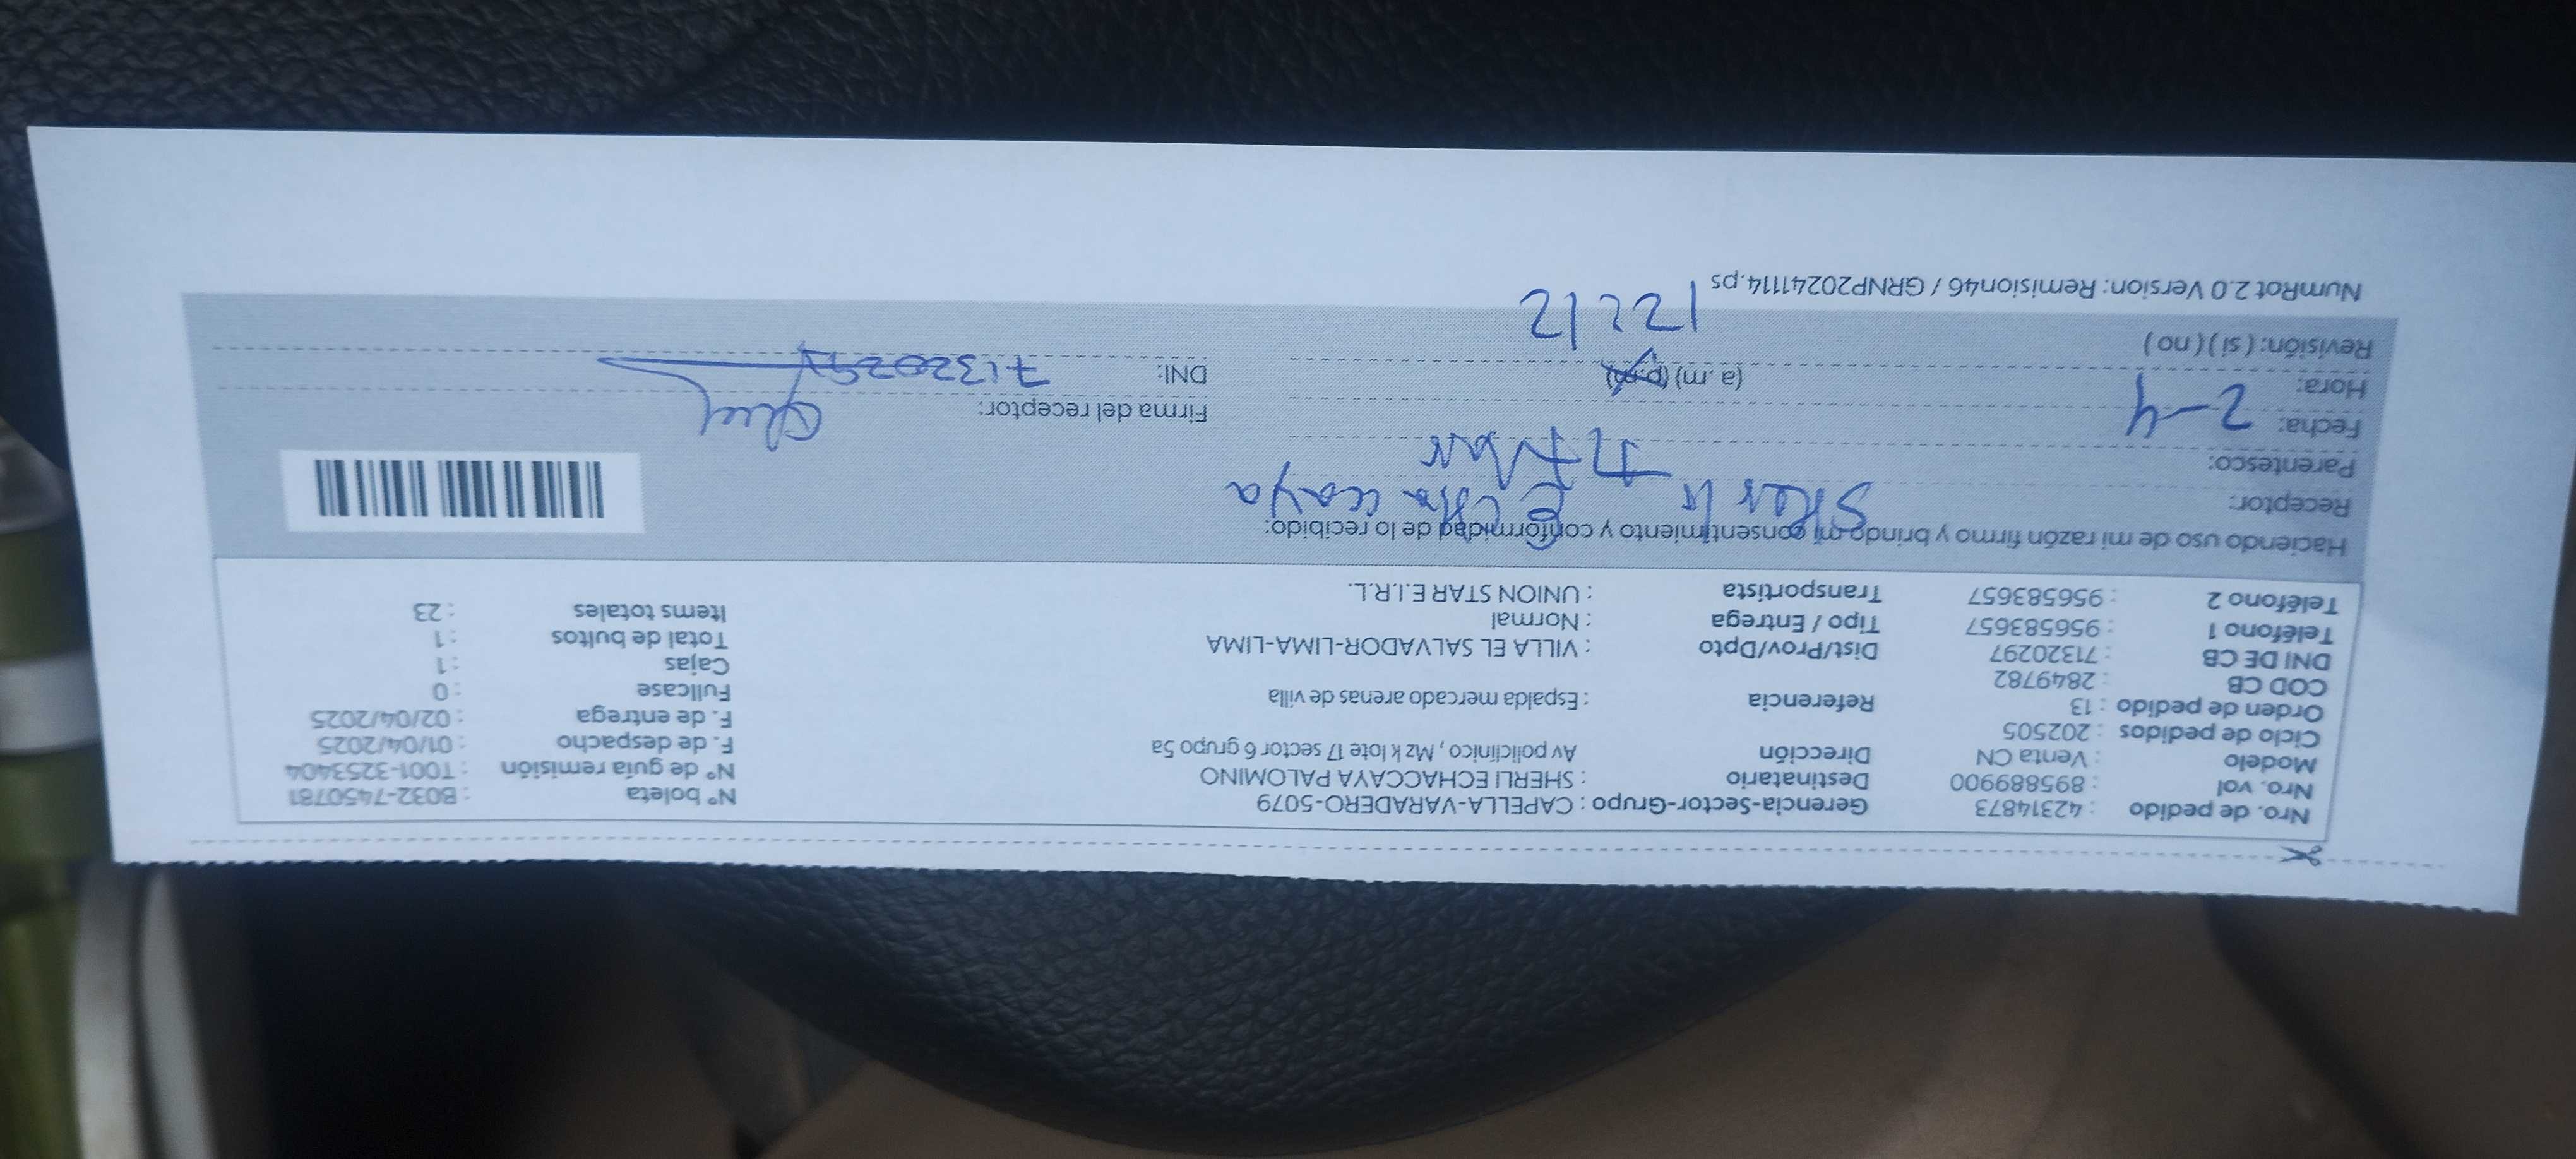 Nro. de pedido : 42314873 Gerencia-Sector-Grupo : CAPELLA-VARADERO-5079 N° boleta : B032-7450781
Nro. vol : 895889900 Destinatario : SHERLI ECHACCAYA PALOMINO N° de guía remisión : T001-3253404
Modelo : Venta CN Dirección Av policlinico , Mz k lote 17 sector 6 grupo 5a F. de despacho : 01/04/2025
Ciclo de pedidos : 202505 F. de entrega : 02/04/2025
Orden de pedido : 13 Referencia : Espalda mercado arenas de villa Fullcase : 0
COD CB : 2849782 Cajas : 1
DNI DE CB : 71320297 Dist/Prov/Dpto : VILLA EL SALVADOR-LIMA-LIMA Total de bultos : 1
Teléfono 1 : 956583657 Tipo / Entrega : Normal Items totales : 23
Teléfono 2 : 956583657 Transportista : UNION STAR E.I.R.L.
Haciendo uso de mi razón firmo y brindo mi consentimiento y conformidad de lo recibido:
Receptor:
Parentesco:
Fecha: 2-4 Firma del receptor:
Hora: (a.m) (p.m) DNI: 71320297
Revisión: ( si ) ( no ) 12:12
NumRot 2.0 Version: Remision46 / GRNP20241114.ps